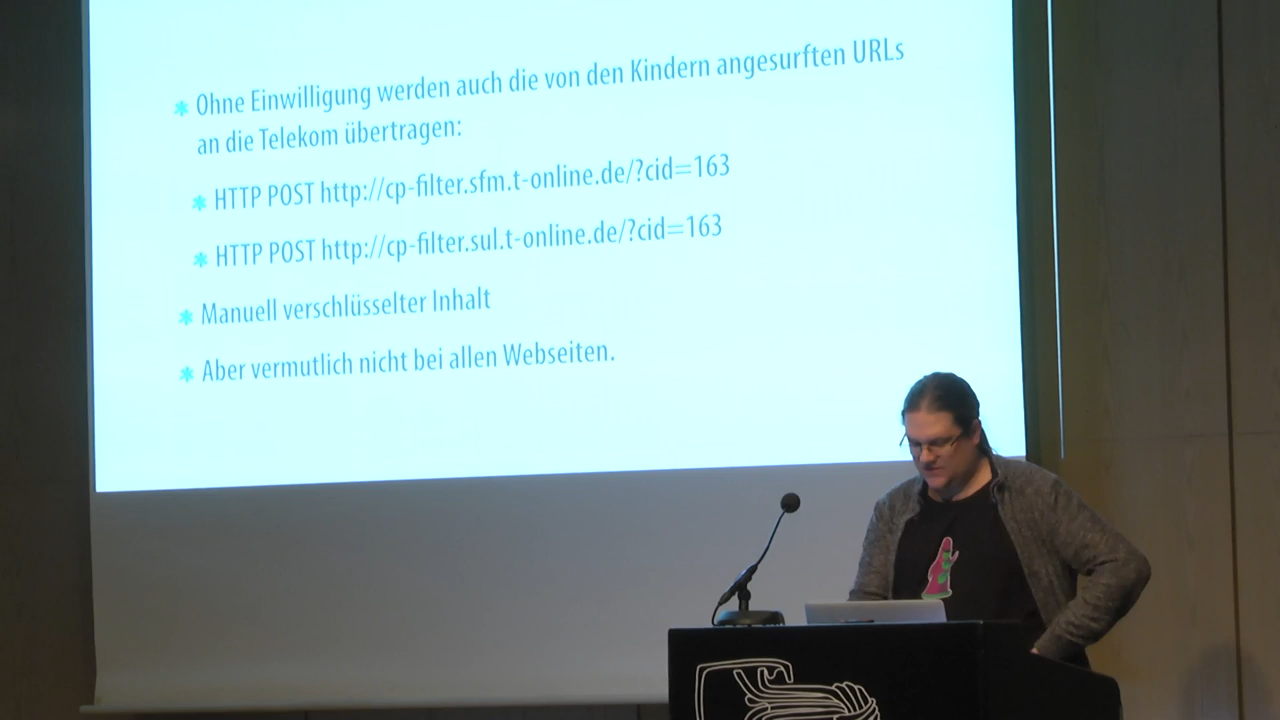 * Ohne Einwilligung werden auch die von den Kindern angesurften URLs
an die Telekom übertragen:
* HTTP POST http://cp-filter.sfm.t-online.de/?cid=163
* HTTP POST http://cp-filter.sul.t-online.de/?cid=163
* Manuell verschlüsselter Inhalt
* Aber vermutlich nicht bei allen Webseiten.